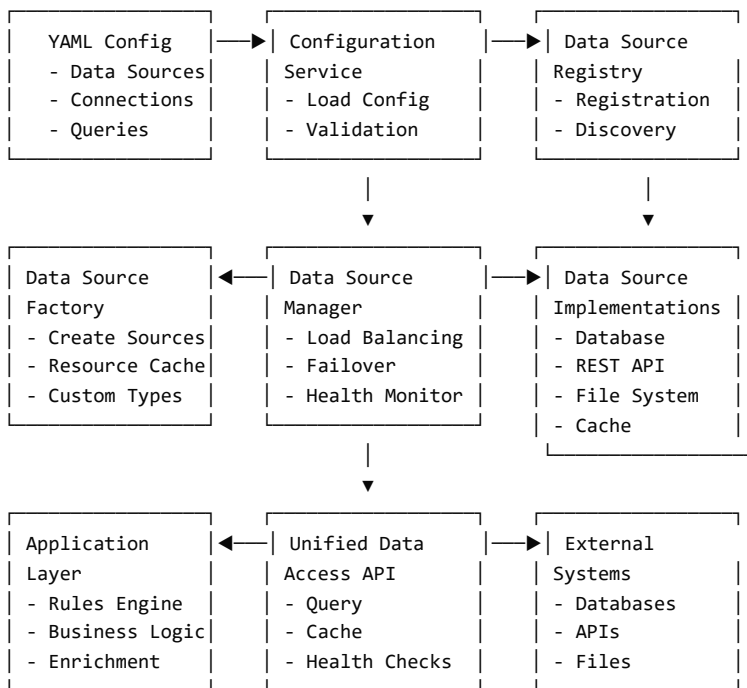 YAML Config
- Data Sources
- Connections
- Queries
Configuration
Service
- Load Config
- Validation
Data Source
Registry
- Registration
- Discovery
Data Source
Factory
- Create Sources
- Resource Cache
- Custom Types
Data Source
Manager
- Load Balancing
- Failover
- Health Monitor
Data Source
Implementations
- Database
- REST API
- File System
- Cache
Application
Layer
- Rules Engine
- Business Logic
- Enrichment
Unified Data
Access API
- Query
- Cache
- Health Checks
External
Systems
- Databases
- APIs
- Files